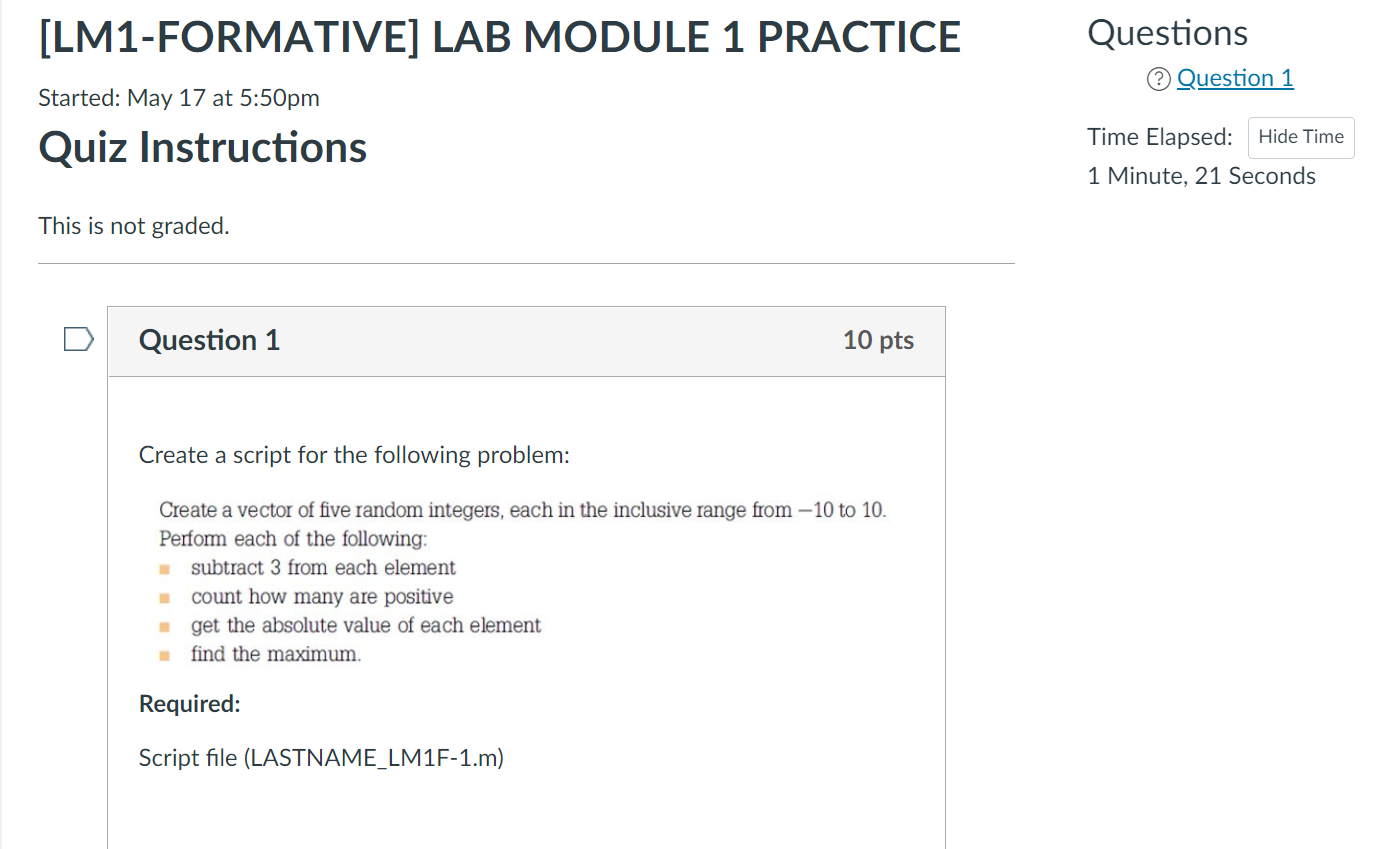 [LM1-FORMATIVE] LAB MODULE 1 PRACTICE
Started: May 17 at 5:50pm
Quiz Instructions
This is not graded.
Question 1
10 pts
Create a script for the following problem:
Create a vector of five random integers, each in the inclusive range from −10 to 10.
Perform each of the following:
■ subtract 3 from each element
■ count how many are positive
■ get the absolute value of each element
■ find the maximum.
Required:
Script file (LASTNAME_LM1F-1.m)
Questions
? Question 1
Time Elapsed: Hide Time
1 Minute, 21 Seconds